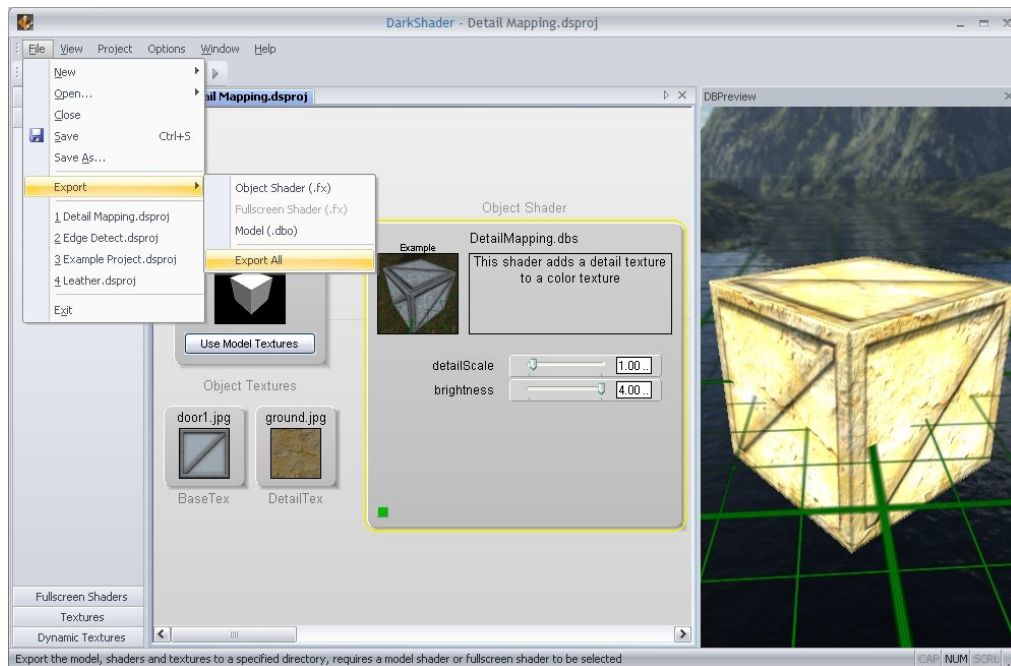 DarkShader - Detail Mapping.dsproj
File View Project Options Window Help
New
Open...
Close
Save Ctrl+S
Save As...
Export
1 Detail Mapping.dsproj
2 Edge Detect.dsproj
3 Example Project.dsproj
4 Leather.dsproj
Exit
Object Shader (.fx)
Fullscreen Shader (.fx)
Model (.dbo)
Export All
ail Mapping.dsproj
DBPreview
Object Shader
DetailMapping.dbs
Example
This shader adds a detail texture
to a color texture
detailScale 1.00 ..
brightness 4.00 ..
Use Model Textures
Object Textures
door1.jpg ground.jpg
BaseTex DetailTex
Fullscreen Shaders
Textures
Dynamic Textures
Export the model, shaders and textures to a specified directory, requires a model shader or fullscreen shader to be selected
CAP NUM SCRL